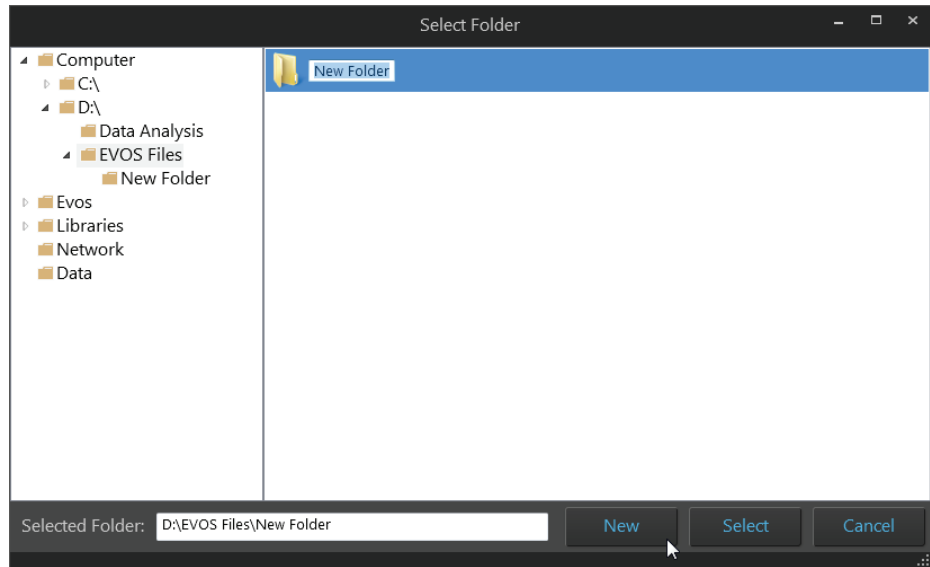 Select Folder
Computer
C:\
D:\
Data Analysis
EVOS Files
New Folder
Evos
Libraries
Network
Data
New Folder
Selected Folder: D:\EVOS Files\New Folder New Select Cancel